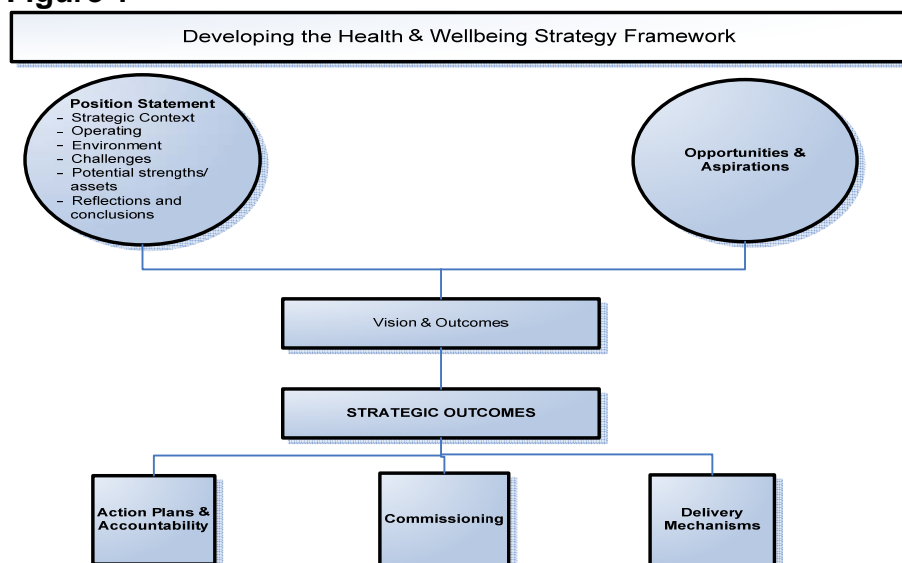 Developing the Health & Wellbeing Strategy Framework
Position Statement
– Strategic Context
– Operating
– Environment
– Challenges
– Potential strengths/
assets
– Reflections and
conclusions
Opportunities &
Aspirations
Vision & Outcomes
STRATEGIC OUTCOMES
Action Plans &
Accountability
Commissioning
Delivery
Mechanisms